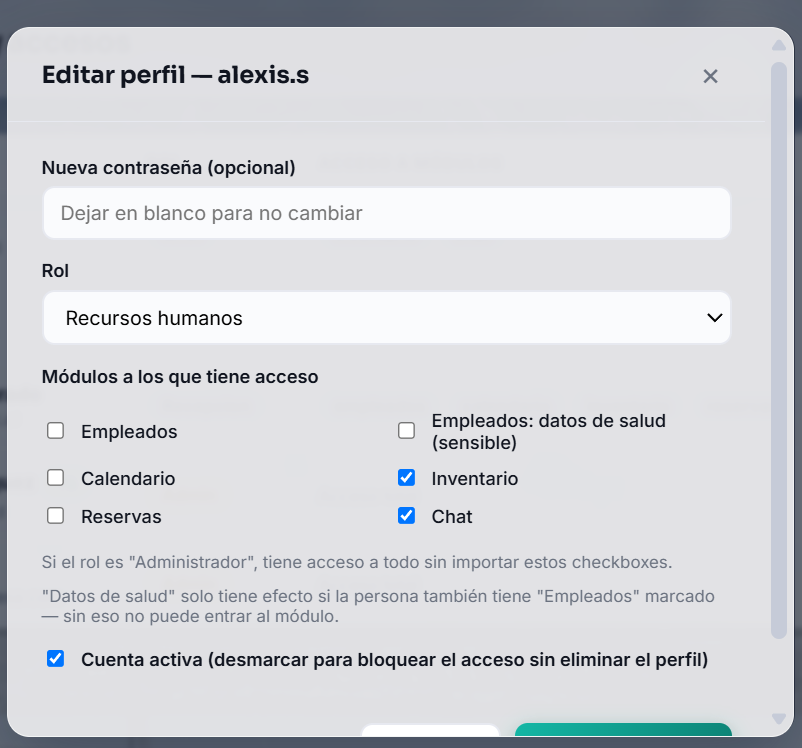 Editar perfil — alexis.s
Nueva contraseña (opcional)
Dejar en blanco para no cambiar
Rol
Recursos humanos
Módulos a los que tiene acceso
Empleados
Empleados: datos de salud
(sensible)
Calendario
Inventario
Reservas
Chat
Si el rol es "Administrador", tiene acceso a todo sin importar estos checkboxes.
"Datos de salud" solo tiene efecto si la persona también tiene "Empleados" marcado
— sin eso no puede entrar al módulo.
Cuenta activa (desmarcar para bloquear el acceso sin eliminar el perfil)